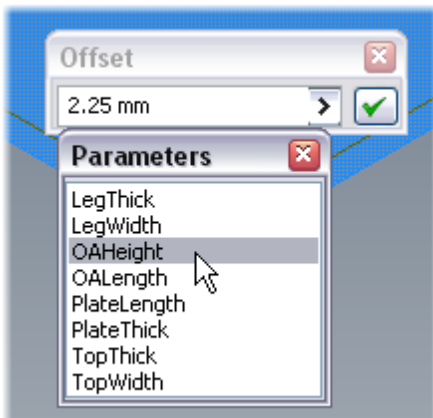 Offset
2.25 mm
Parameters
LegThick
LegWidth
OAHeight
OALength
PlateLength
PlateThick
TopThick
TopWidth